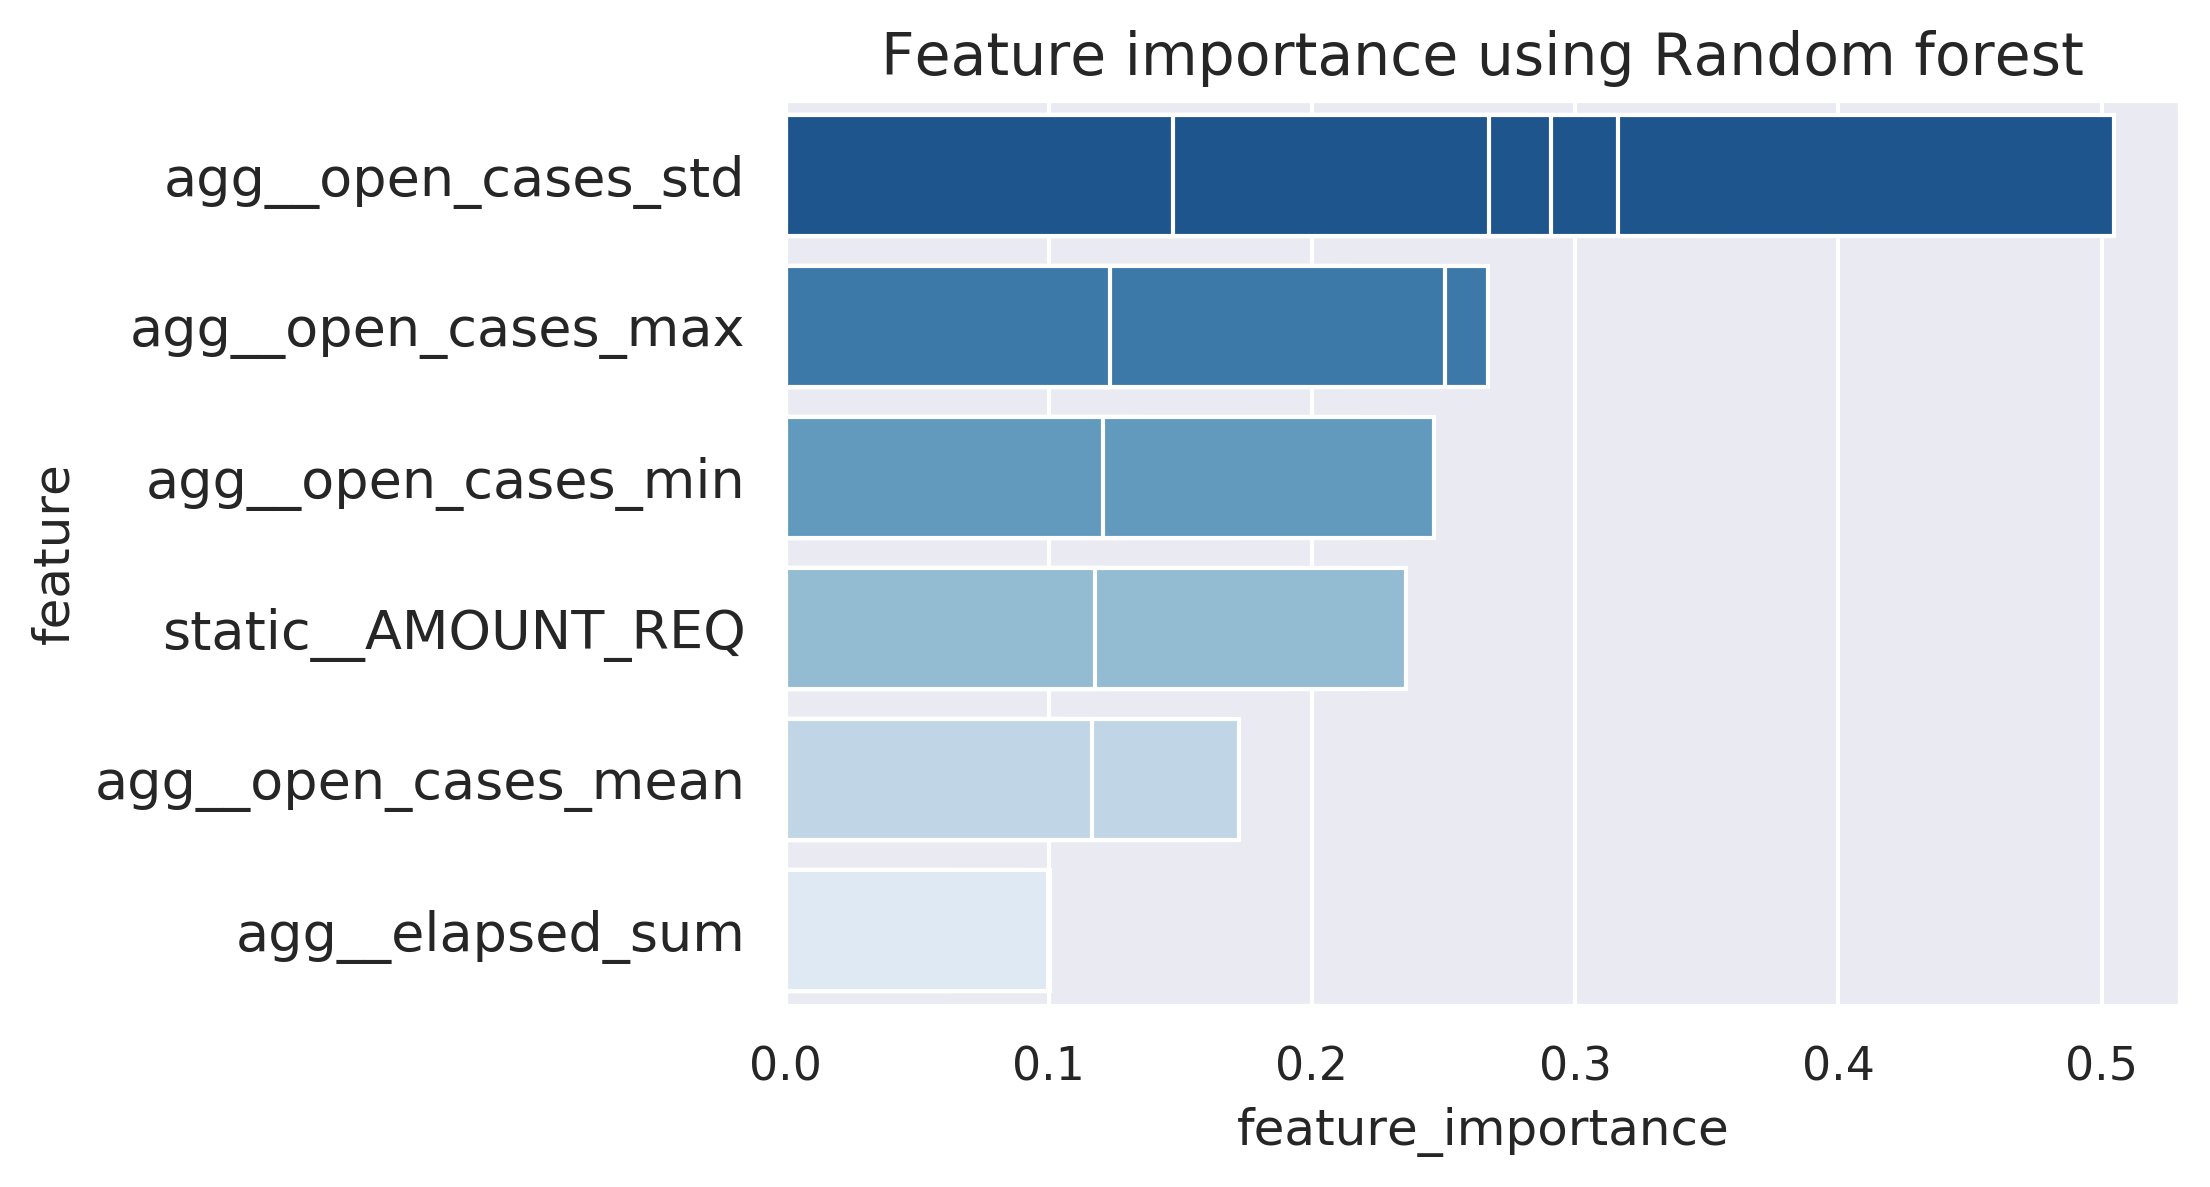 Feature importance using Random forest
feature
agg__open_cases_std
agg__open_cases_max
agg__open_cases_min
static__AMOUNT_REQ
agg__open_cases_mean
agg__elapsed_sum
0.0 0.1 0.2 0.3 0.4 0.5
feature_importance